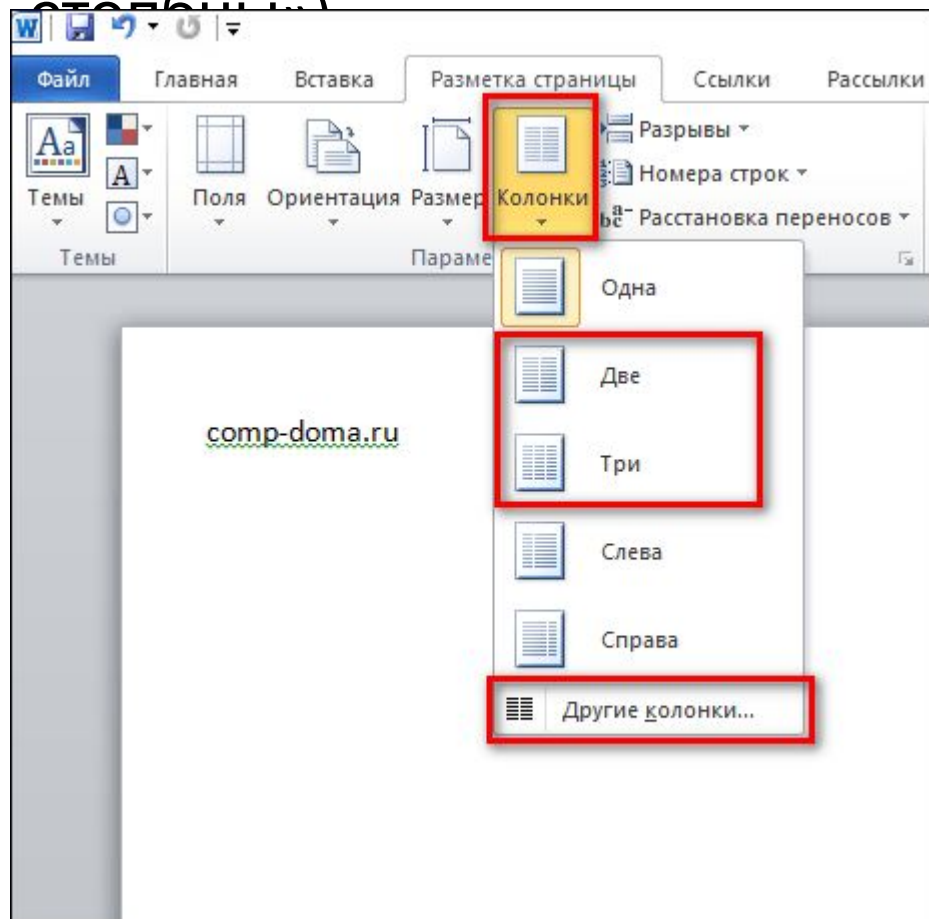 столбцы»)
Файл Главная Вставка Разметка страницы Ссылки Рассылки
Темы Поля Ориентация Размер Колонки Разрывы
Номера строк
Расстановка переносов
Темы
Одна
Две
comp-doma.ru
Три
Слева
Справа
Другие колонки...